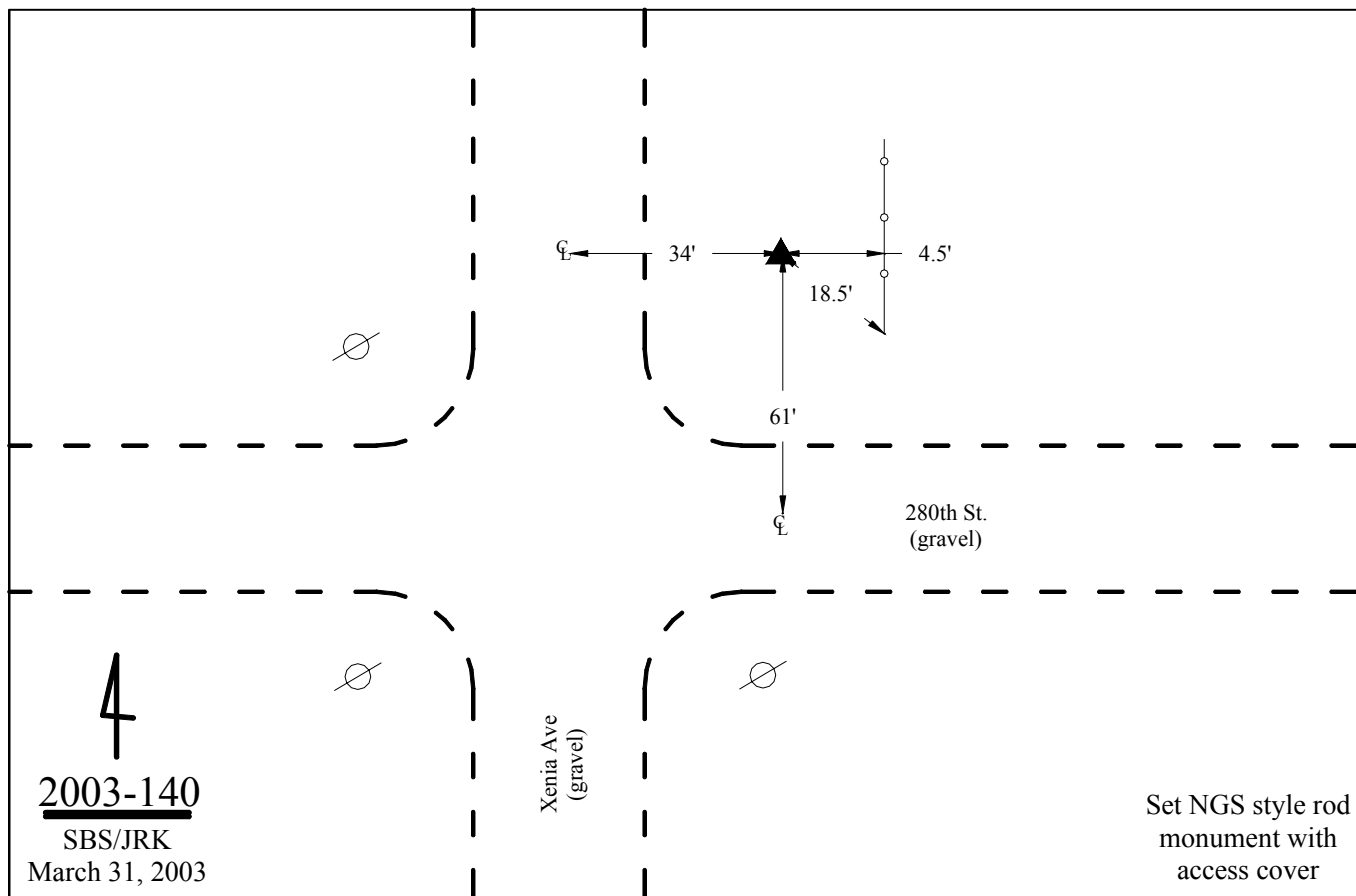 ℄
34'
4.5'
18.5'
61'
℄
280th St.
(gravel)
Xenia Ave
(gravel)
2003-140
SBS/JRK
March 31, 2003
Set NGS style rod
monument with
access cover